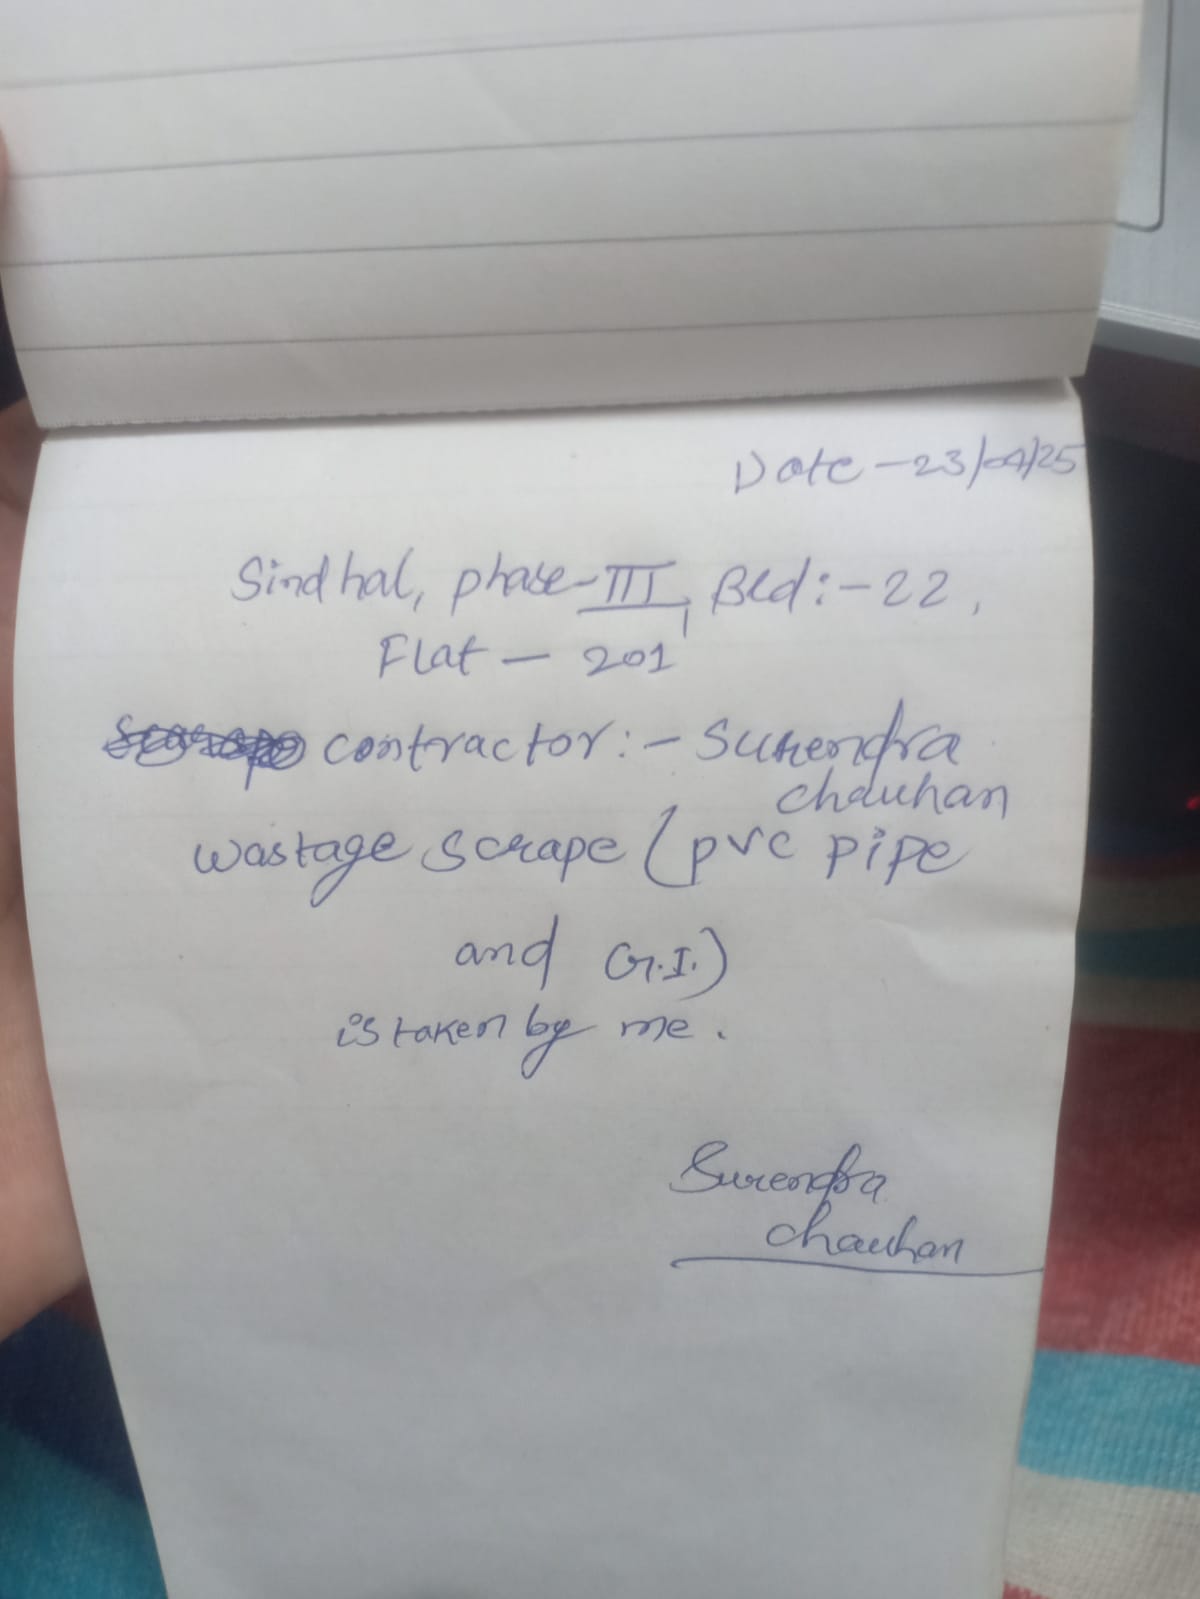 Date - 23/04/25
Sindhal, phase-III, Bld:- 22,
Flat - 201
contractor:- Surendra
chauhan
wastage scrape (pvc pipe
and G.I.)
is taken by me.
Surendra
chauhan